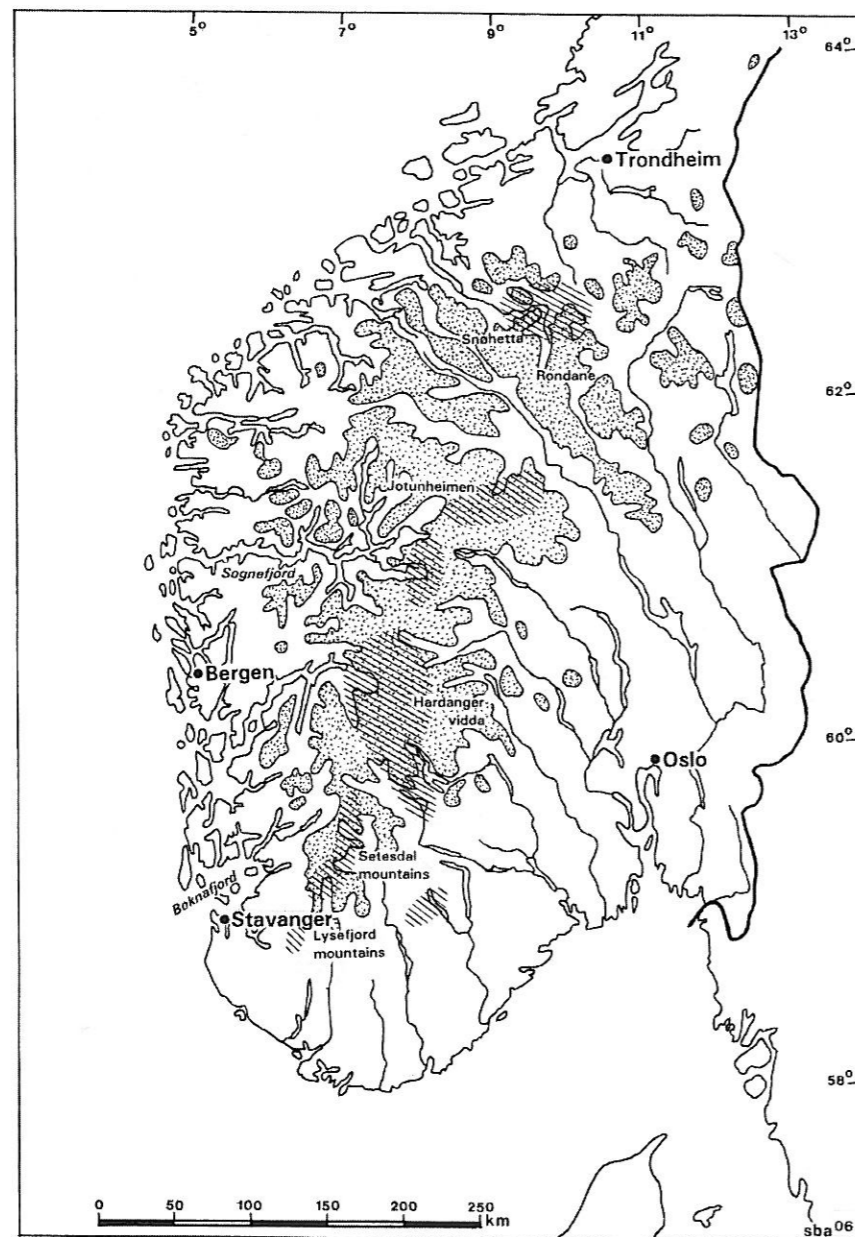 5°
7°
9°
11°
13°
64°
Trondheim
Snøhetta
Rondane
62°
Jotunheimen
Sognefjord
Bergen
Hardanger
vidda
60°
Oslo
Setesdal
mountains
Boknafjord
Stavanger
Lysefjord
mountains
58°
0 50 100 150 200 250
km
sba 06